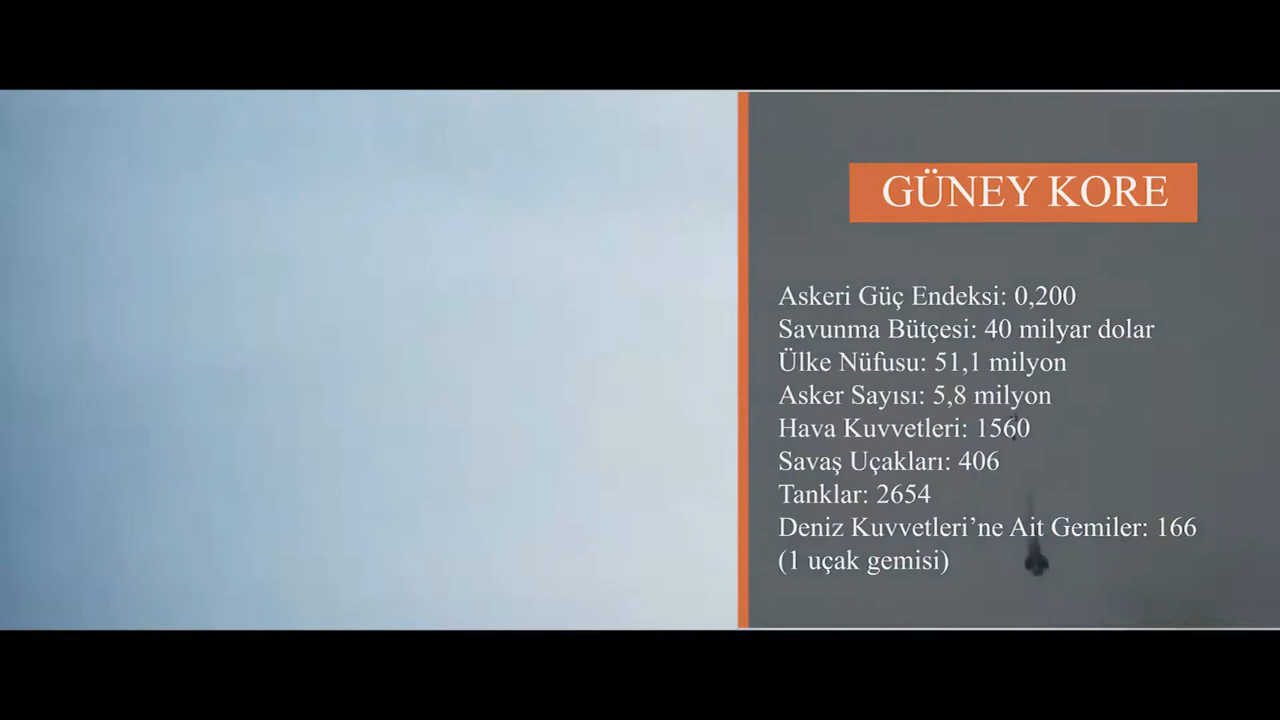 GÜNEY KORE
Askeri Güç Endeksi: 0,200
Savunma Bütçesi: 40 milyar dolar
Ülke Nüfusu: 51,1 milyon
Asker Sayısı: 5,8 milyon
Hava Kuvvetleri: 1560
Savaş Uçakları: 406
Tanklar: 2654
Deniz Kuvvetleri’ne Ait Gemiler: 166
(1 uçak gemisi)